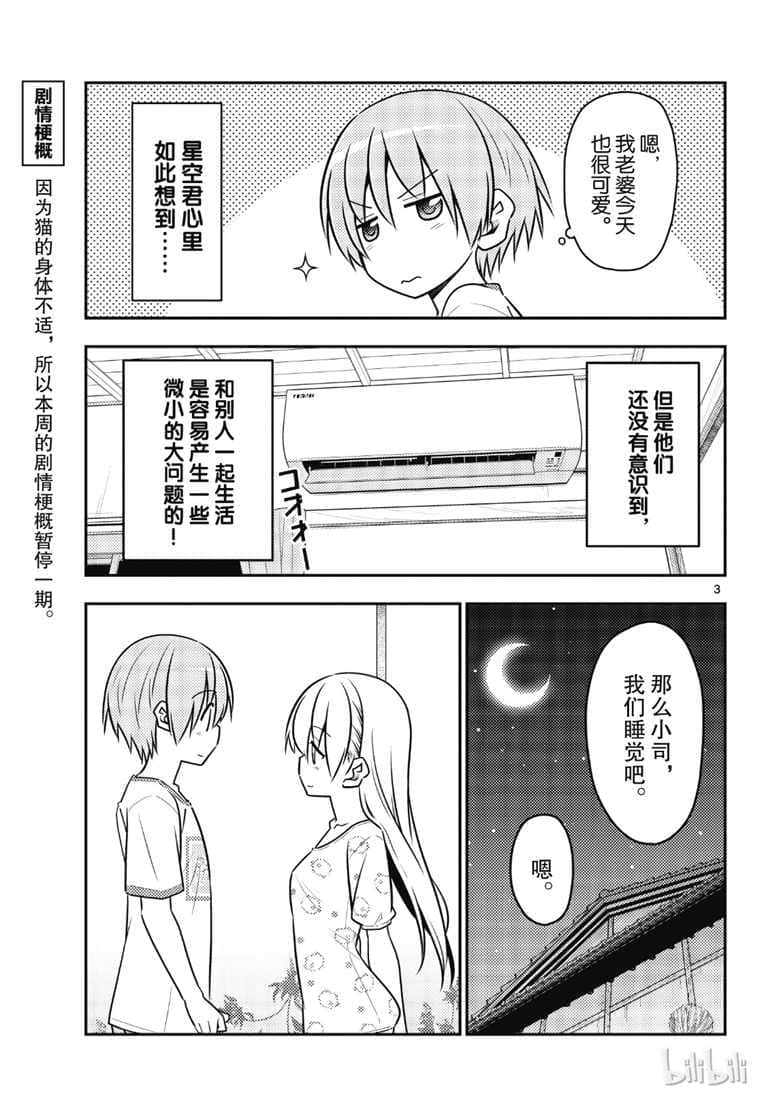 嗯，
我老婆今天
也很可爱。
星空君心里
如此想到……
剧情梗概
因为猫的身体不适，所以本周的剧情梗概暂停一期。
但是他们
还没有意识到，
和别人一起生活
是容易产生一些
微小的大问题的！
コオオオ
3
那么小司，
我们睡觉吧。
嗯。
bilibili